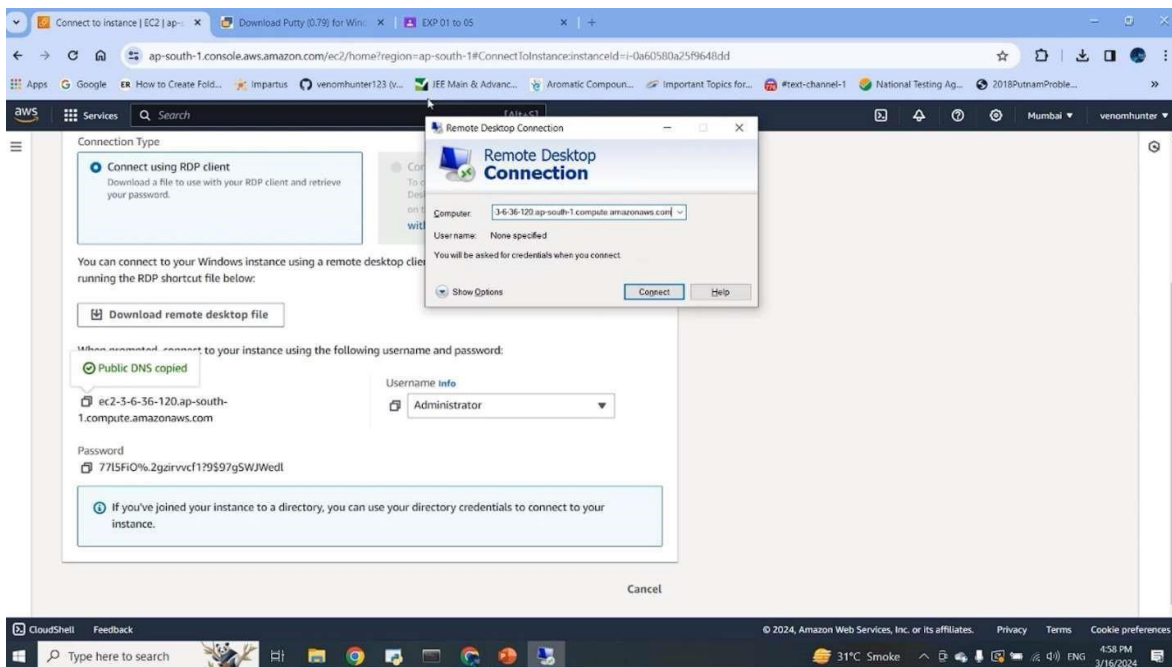 Connect to instance | EC2 | ap-s
Download Putty (0.79) for Wind
EXP 01 to 05
ap-south-1.console.aws.amazon.com/ec2/home?region=ap-south-1#ConnectToInstance:instanceId=i-0a60580a25f9648dd
Apps
Google
How to Create Fold...
Impartus
venomhunter123 (v...
JEE Main & Advanc...
Aromatic Compoun...
Important Topics for...
#text-channel-1
National Testing Ag...
2018PutnamProble...
aws
Services
Search
[Alt+S]
Mumbai
venomhunter
Connection Type
Connect using RDP client
Download a file to use with your RDP client and retrieve
your password.
You can connect to your Windows instance using a remote desktop clie
running the RDP shortcut file below:
Download remote desktop file
When prompted, connect to your instance using the following username and password:
Public DNS copied
ec2-3-6-36-120.ap-south-
1.compute.amazonaws.com
Username Info
Administrator
Password
If you've joined your instance to a directory, you can use your directory credentials to connect to your
instance.
Cancel
Remote Desktop Connection
Remote Desktop
Connection
Computer:
3-6-36-120.ap-south-1.compute.amazonaws.com
Username: None specified
You will be asked for credentials when you connect.
Show Options
Connect
Help
CloudShell
Feedback
© 2024, Amazon Web Services, Inc. or its affiliates.
Privacy
Terms
Cookie preferences
Type here to search
31°C Smoke
ENG
4:58 PM
3/16/2024